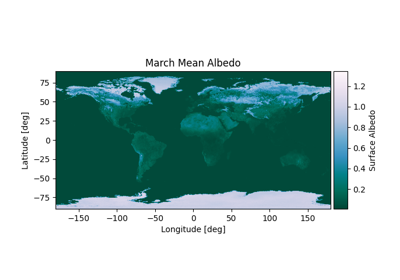 March Mean Albedo
75
50
25
0
−25
−50
−75
Latitude [deg]
−150 −100 −50 0 50 100 150
Longitude [deg]
1.2
1.0
0.8
0.6
0.4
0.2
Surface Albedo